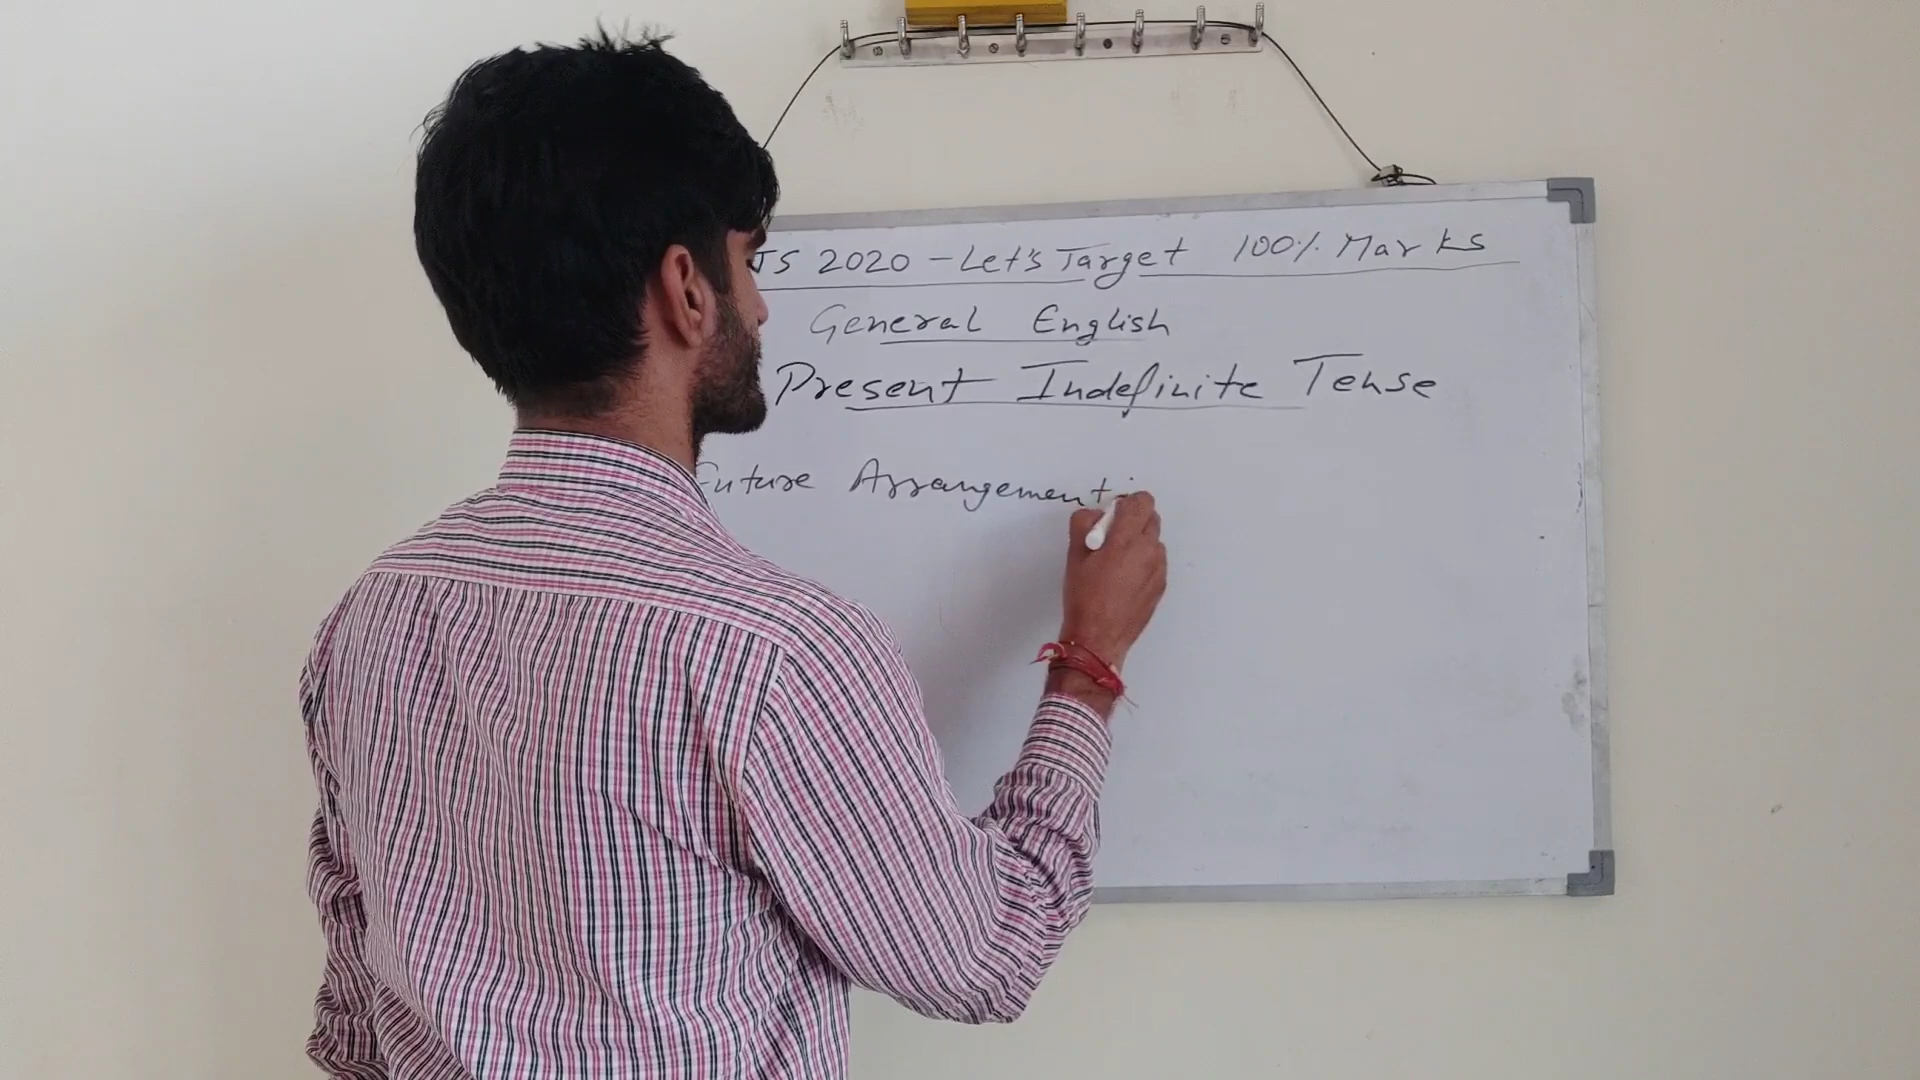 JS 2020 - Let's Target 100% Marks
General English
Present Indefinite Tense
Future Arrangement